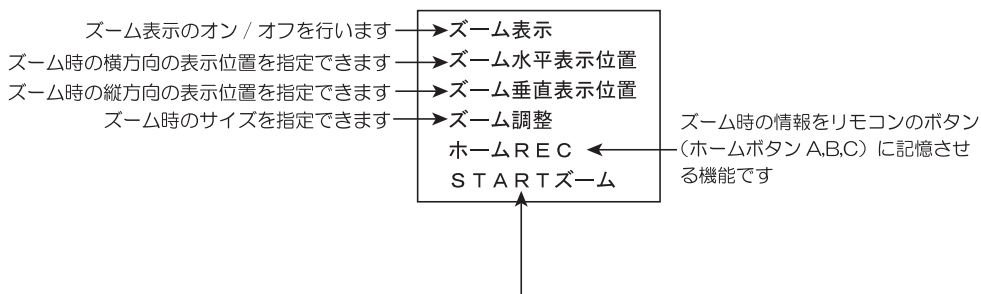 ズーム表示のオン / オフを行います
ズーム時の横方向の表示位置を指定できます
ズーム時の縦方向の表示位置を指定できます
ズーム時のサイズを指定できます
ズーム表示
ズーム水平表示位置
ズーム垂直表示位置
ズーム調整
ホームREC
STARTズーム
ズーム時の情報をリモコンのボタン
(ホームボタン A,B,C) に記憶させ
る機能です